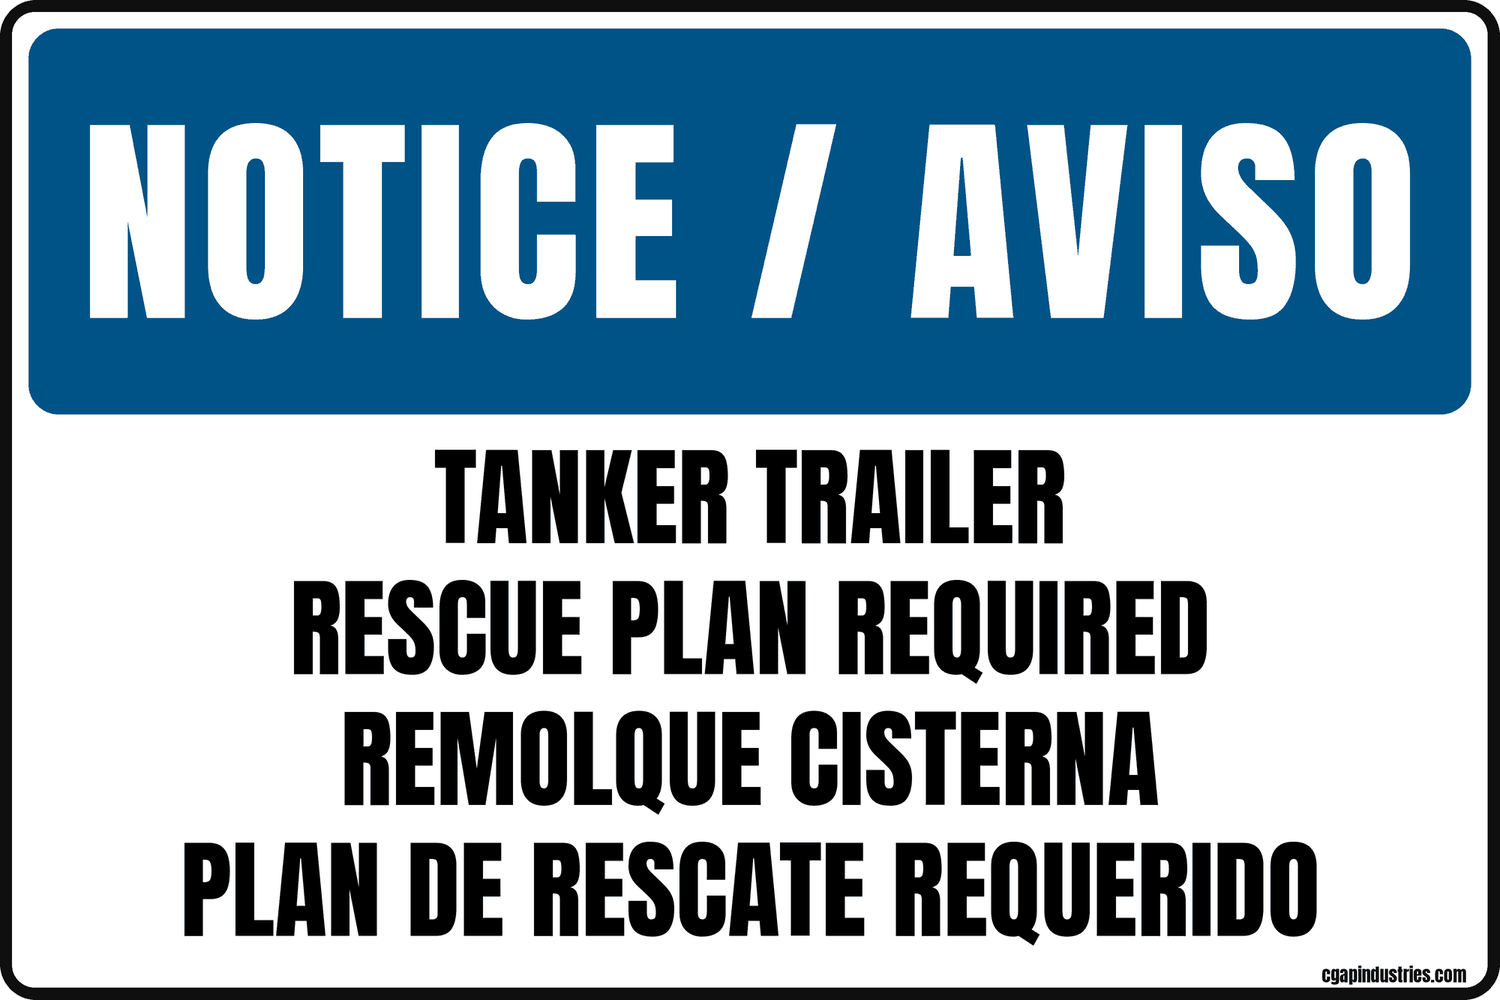 NOTICE / AVISO
TANKER TRAILER
RESCUE PLAN REQUIRED
REMOLQUE CISTERNA
PLAN DE RESCATE REQUERIDO
cgapindustries.com